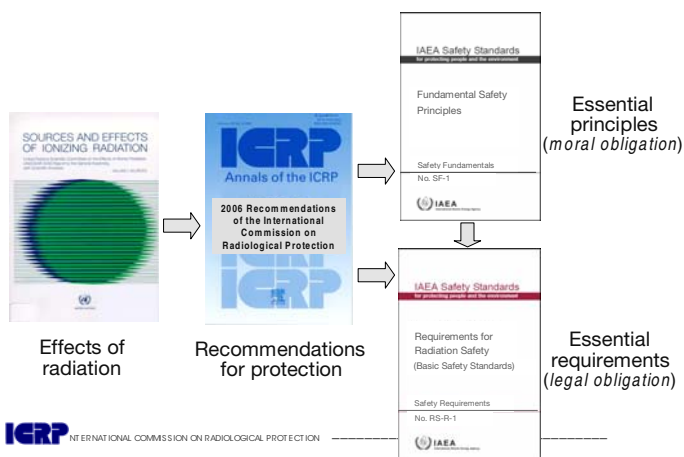 SOURCES AND EFFECTS
OF IONIZING RADIATION
Effects of
radiation
ICRP
Annals of the ICRP
2006 Recommendations
of the International
Commission on
Radiological Protection
ICRP
ICRP
Recommendations
for protection
IAEA Safety Standards
for protecting people and the environment
Fundamental Safety
Principles
Safety Fundamentals
No. SF-1
IAEA
Essential
principles
(moral obligation)
IAEA Safety Standards
for protecting people and the environment
Requirements for
Radiation Safety
(Basic Safety Standards)
Safety Requirements
No. RS-R-1
IAEA
Essential
requirements
(legal obligation)
ICRP NTERNATIONAL COMMISSION ON RADIOLOGICAL PROTECTION